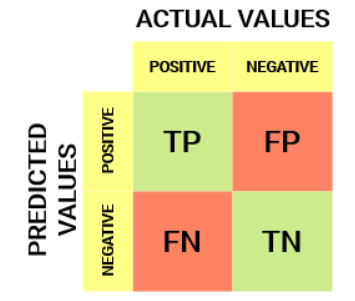 ACTUAL VALUES
POSITIVE NEGATIVE
PREDICTED
VALUES
POSITIVE
TP FP
NEGATIVE
FN TN